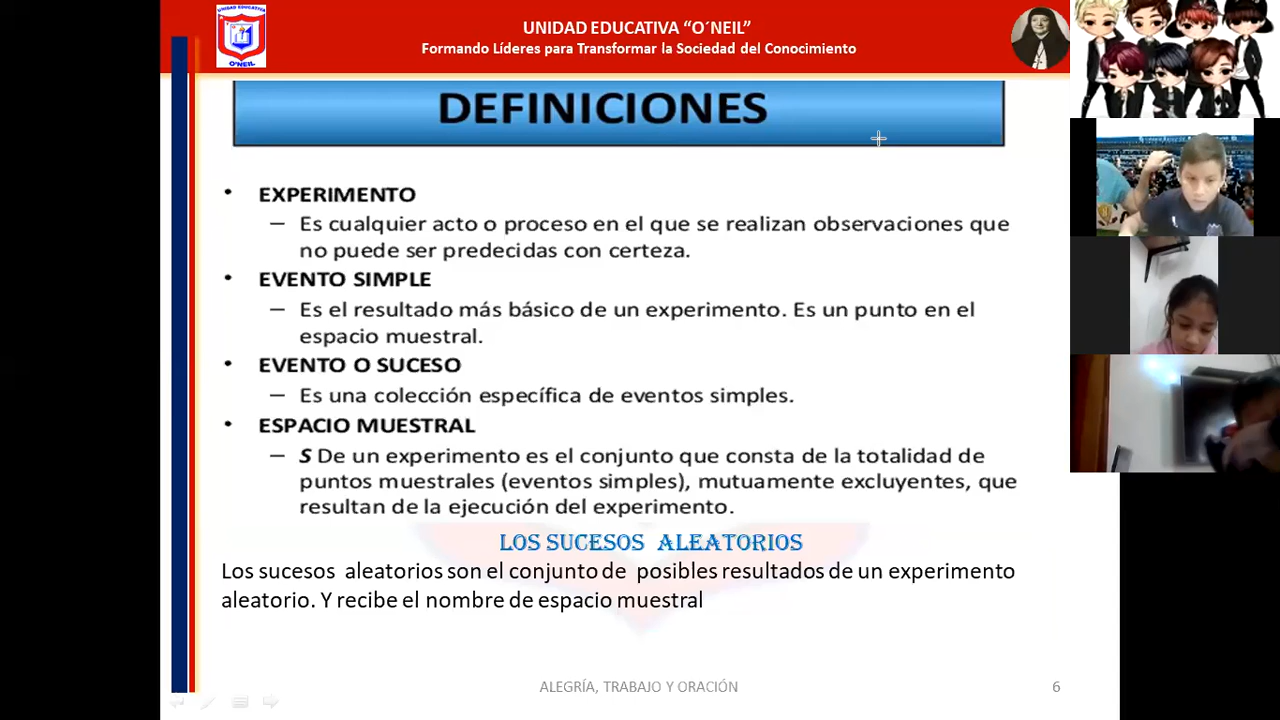 UNIDAD EDUCATIVA
O'NEIL
UNIDAD EDUCATIVA “O´NEIL”
Formando Líderes para Transformar la Sociedad del Conocimiento
DEFINICIONES
• EXPERIMENTO
– Es cualquier acto o proceso en el que se realizan observaciones que
no puede ser predecidas con certeza.
• EVENTO SIMPLE
– Es el resultado más básico de un experimento. Es un punto en el
espacio muestral.
• EVENTO O SUCESO
– Es una colección específica de eventos simples.
• ESPACIO MUESTRAL
– S De un experimento es el conjunto que consta de la totalidad de
puntos muestrales (eventos simples), mutuamente excluyentes, que
resultan de la ejecución del experimento.
LOS SUCESOS ALEATORIOS
Los sucesos aleatorios son el conjunto de posibles resultados de un experimento
aleatorio. Y recibe el nombre de espacio muestral
ALEGRÍA, TRABAJO Y ORACIÓN
6